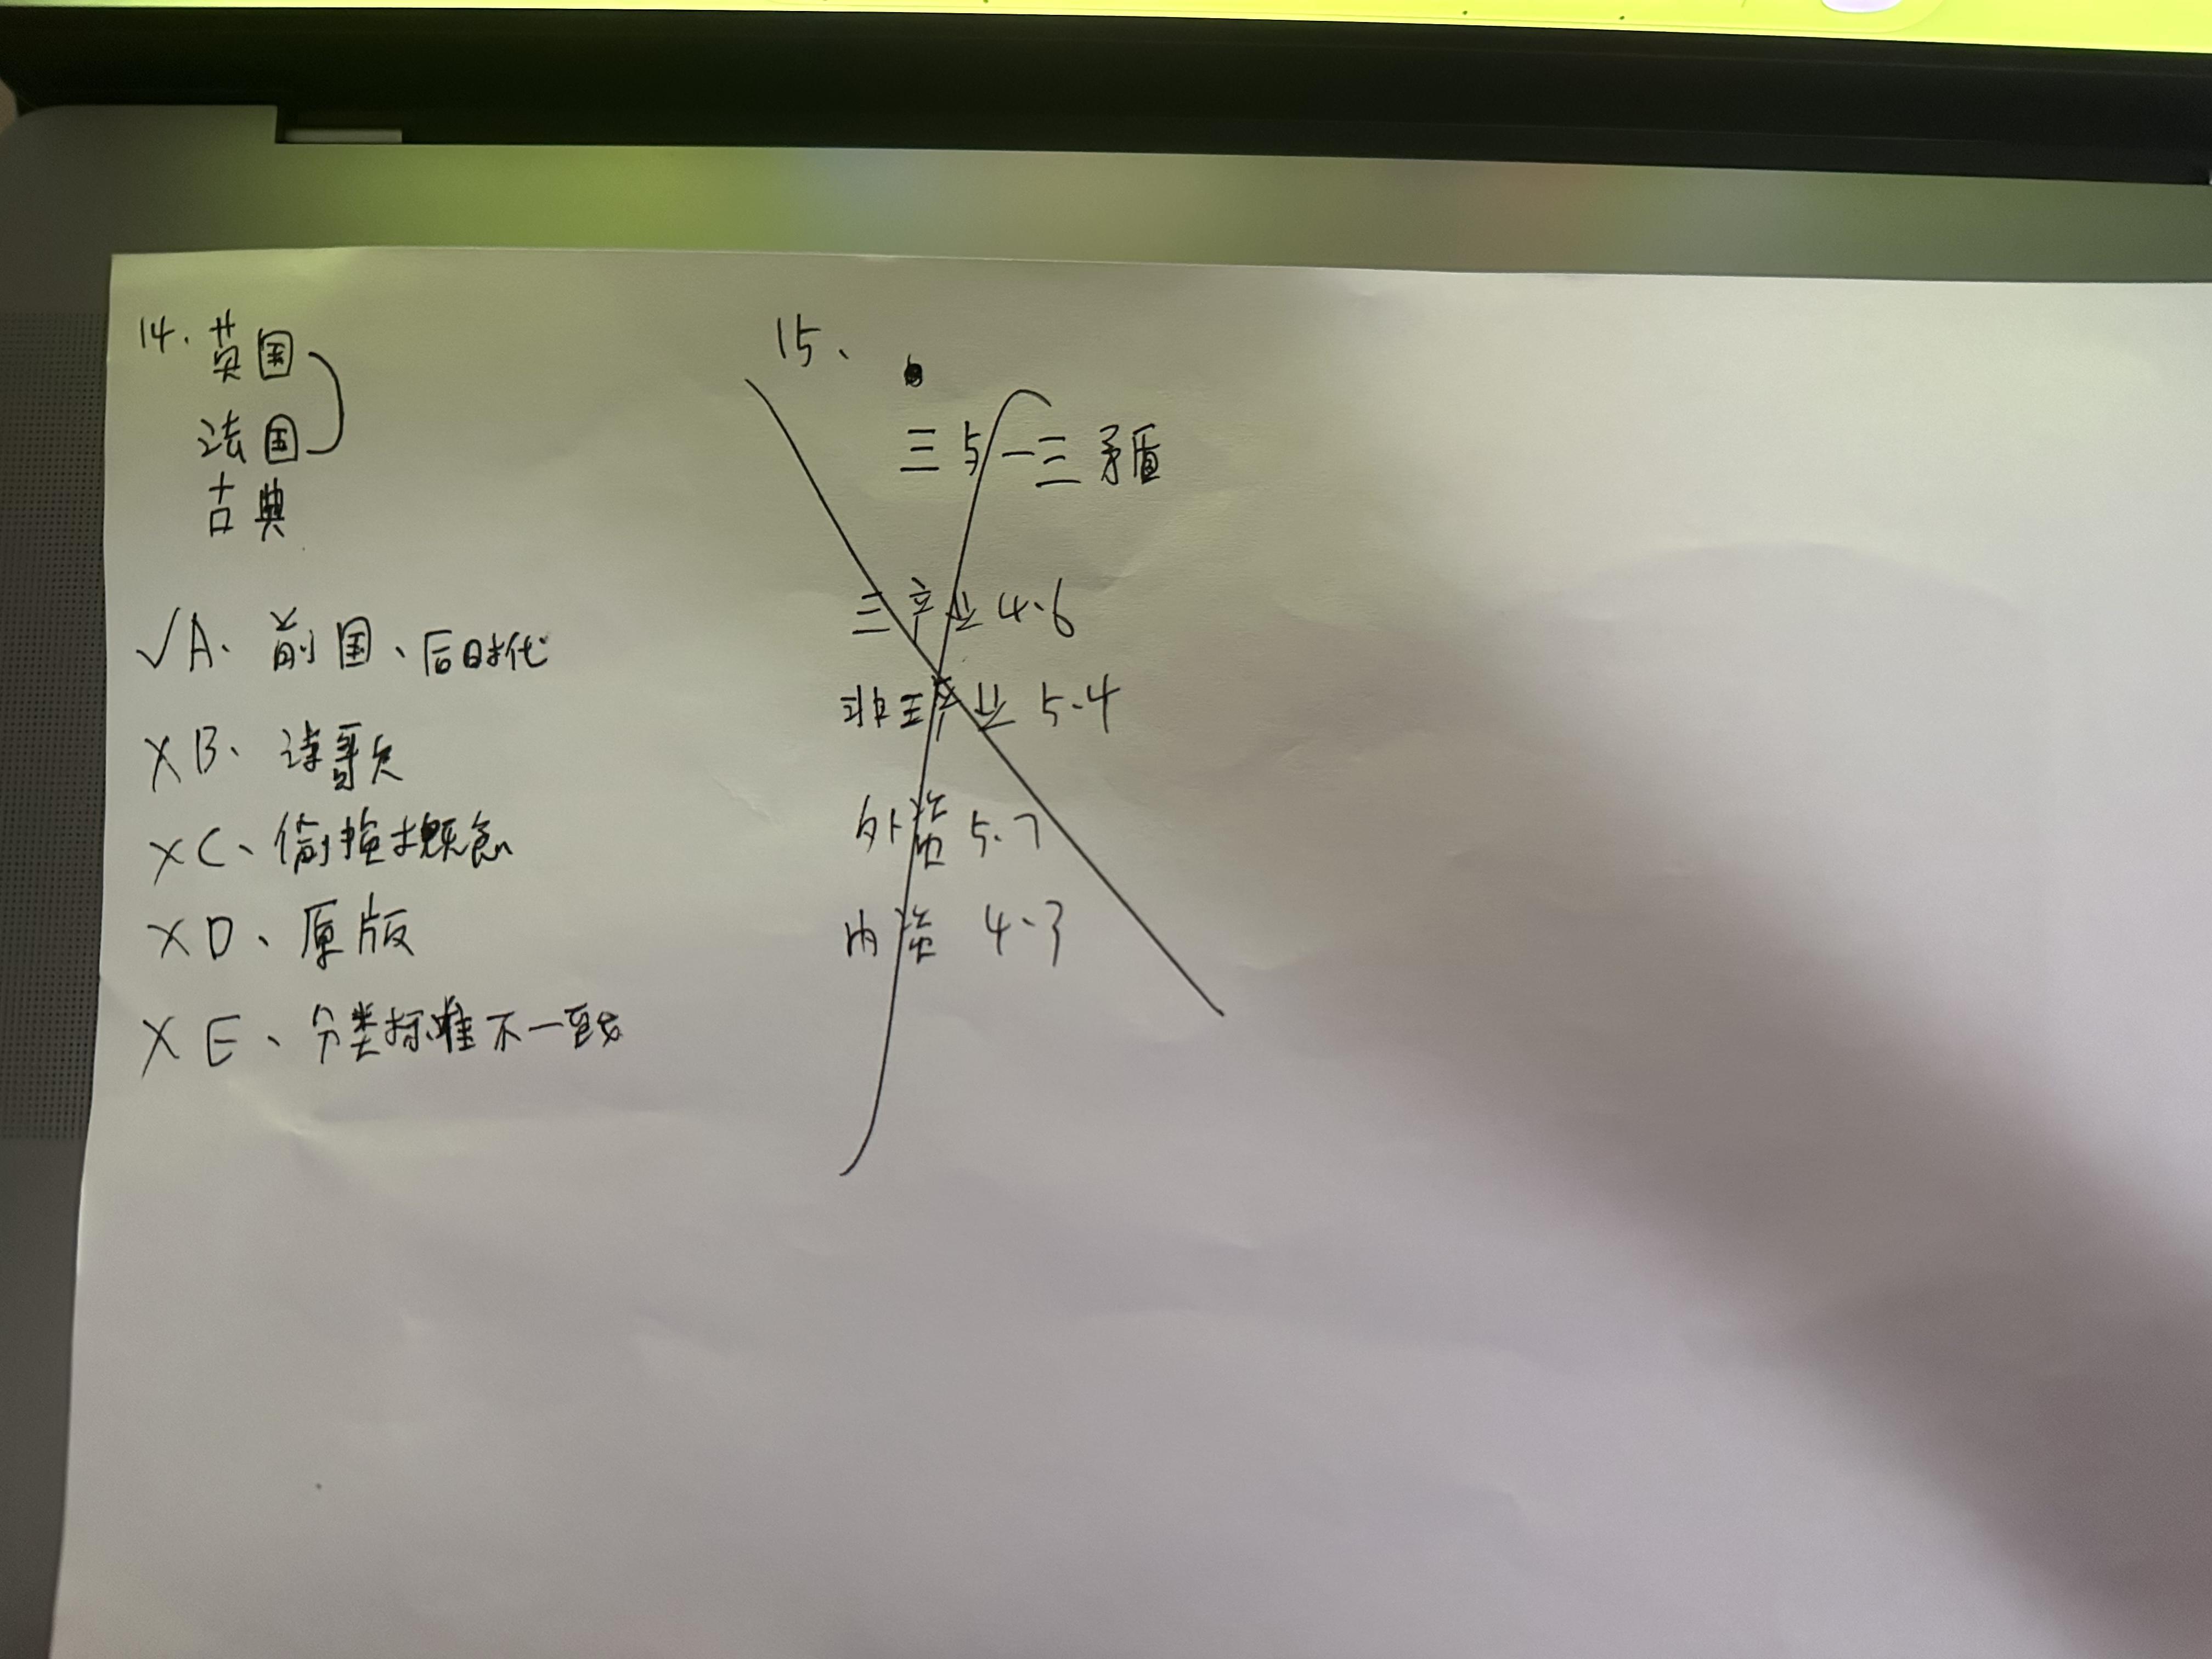 14、英国
法国
古典
√A、前国、后时代
×B、诗歌
×C、偷换概念
×D、原版
×E、分类标准不一致
15、
三与一三矛盾
三产业4.6
非三产业5.4
外资5.7
内资4.3